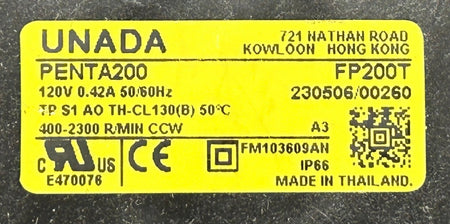 UNADA
721 NATHAN ROAD
KOWLOON HONG KONG
PENTA200 FP200T
120V 0.42A 50/60Hz 230506/00260
TP S1 AO TH-CL130(B) 50°C
400-2300 R/MIN CCW A3
C RU US CE FM103609AN
E470076 IP66
MADE IN THAILAND.